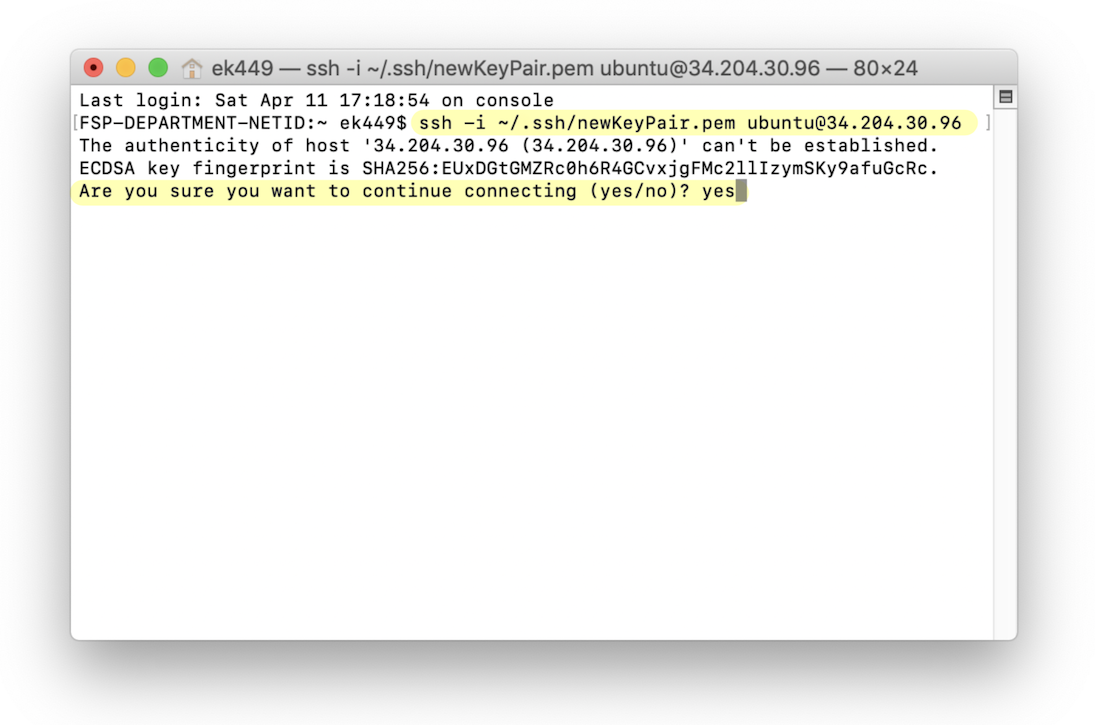 ek449 — ssh -i ~/.ssh/newKeyPair.pem ubuntu@34.204.30.96 — 80×24
Last login: Sat Apr 11 17:18:54 on console
[FSP-DEPARTMENT-NETID:~ ek449$ ssh -i ~/.ssh/newKeyPair.pem ubuntu@34.204.30.96 ]
The authenticity of host '34.204.30.96 (34.204.30.96)' can't be established.
ECDSA key fingerprint is SHA256:EUxDGtGMZRc0h6R4GCvxjgFMc2llIzymSKy9afuGcRc.
Are you sure you want to continue connecting (yes/no)? yes